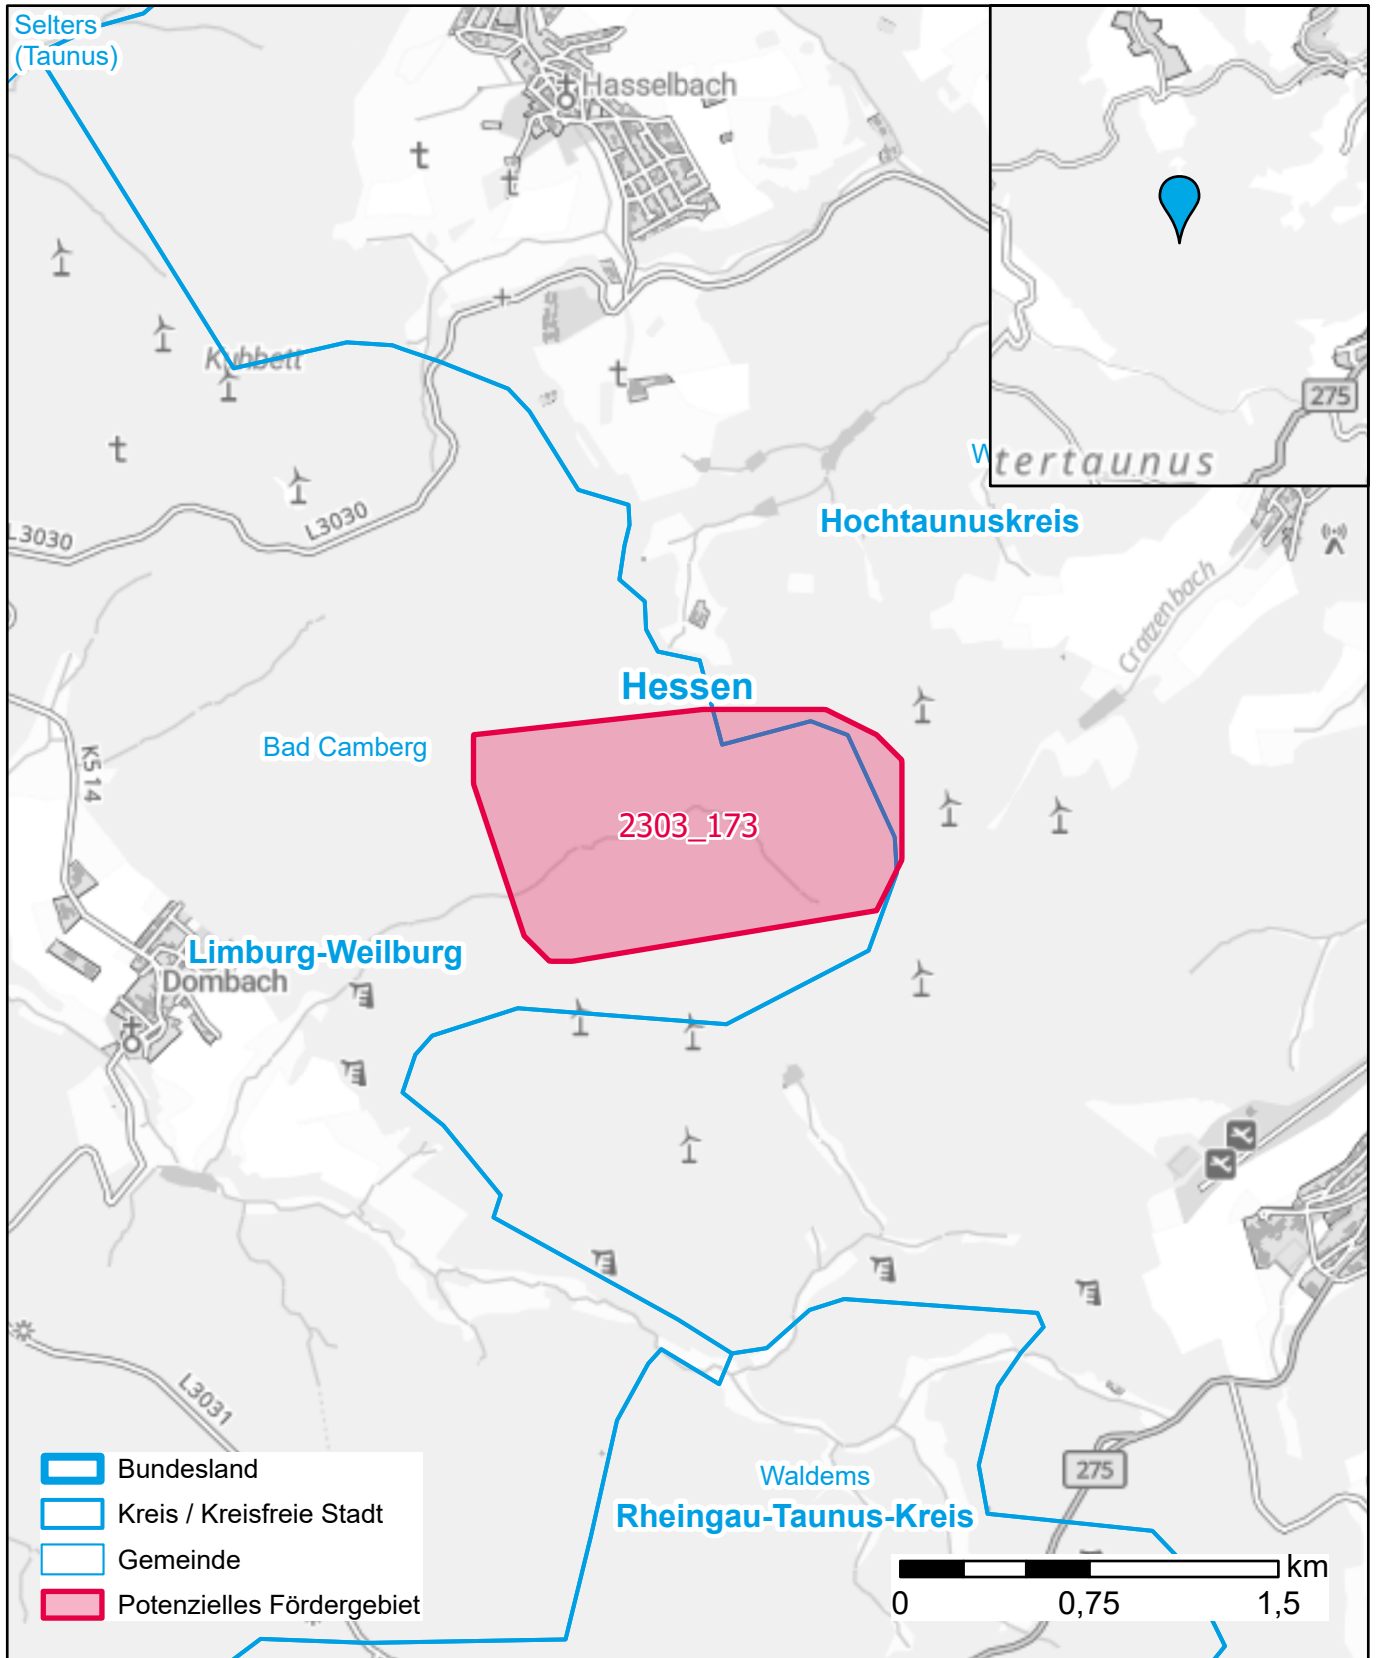 Selters
(Taunus)
Hasselbach
Kuhbett
275
tertaunus
W
L3030
L3030
Hochtaunuskreis
Cratzenbach
Hessen
Bad Camberg
K514
2303_173
Limburg-Weilburg
Dombach
L3031
275
Waldems
Rheingau-Taunus-Kreis
Bundesland
Kreis / Kreisfreie Stadt
Gemeinde
Potenzielles Fördergebiet
km
0 0,75 1,5